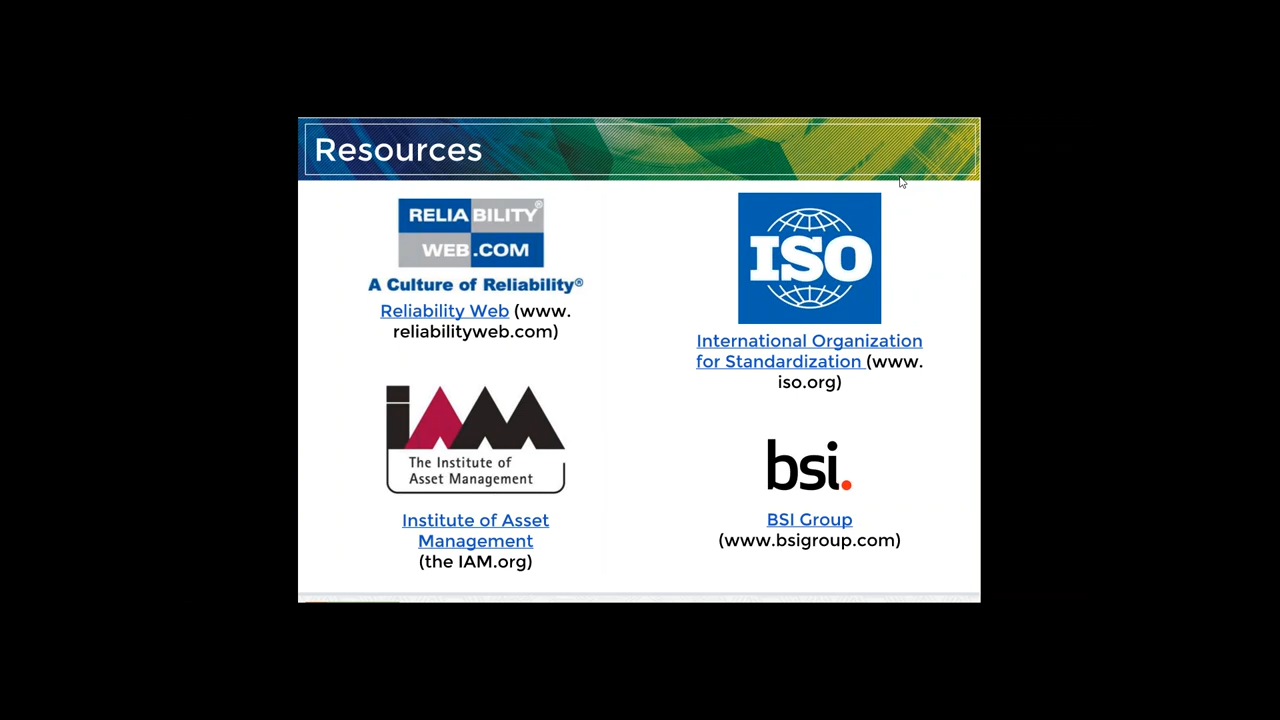 Resources
RELIABILITY®
WEB.COM
A Culture of Reliability®
Reliability Web (www.
reliabilityweb.com)
ISO
International Organization
for Standardization (www.
iso.org)
iAM
The Institute of
Asset Management
Institute of Asset
Management
(the IAM.org)
bsi.
BSI Group
(www.bsigroup.com)